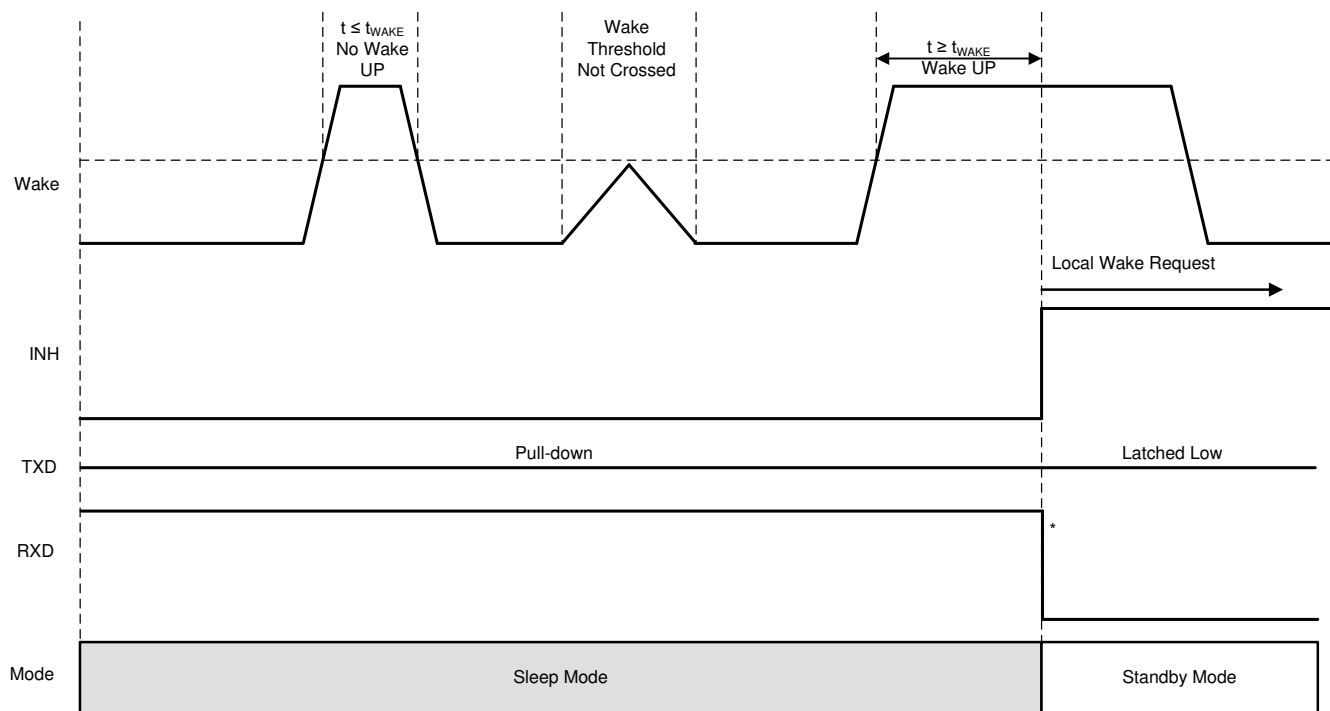 t ≤ tWAKE
No Wake
UP
Wake
Threshold
Not Crossed
t ≥ tWAKE
Wake UP
Wake
Local Wake Request
INH
Pull-down
Latched Low
TXD
*
RXD
Mode
Sleep Mode
Standby Mode